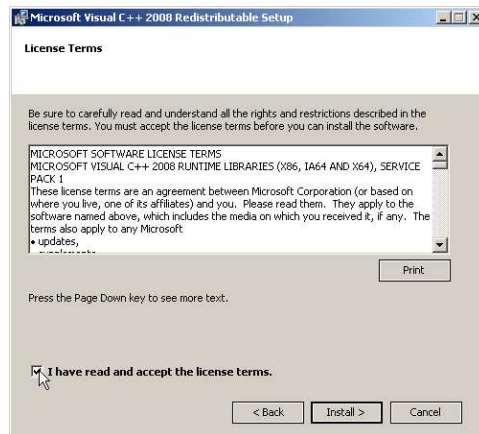 Microsoft Visual C++ 2008 Redistributable Setup
License Terms
Be sure to carefully read and understand all the rights and restrictions described in the
license terms. You must accept the license terms before you can install the software.
MICROSOFT SOFTWARE LICENSE TERMS
MICROSOFT VISUAL C++ 2008 RUNTIME LIBRARIES (X86, IA64 AND X64), SERVICE
PACK 1
These license terms are an agreement between Microsoft Corporation (or based on
where you live, one of its affiliates) and you. Please read them. They apply to the
software named above, which includes the media on which you received it, if any. The
terms also apply to any Microsoft
• updates,
Print
Press the Page Down key to see more text.
I have read and accept the license terms.
< Back
Install >
Cancel